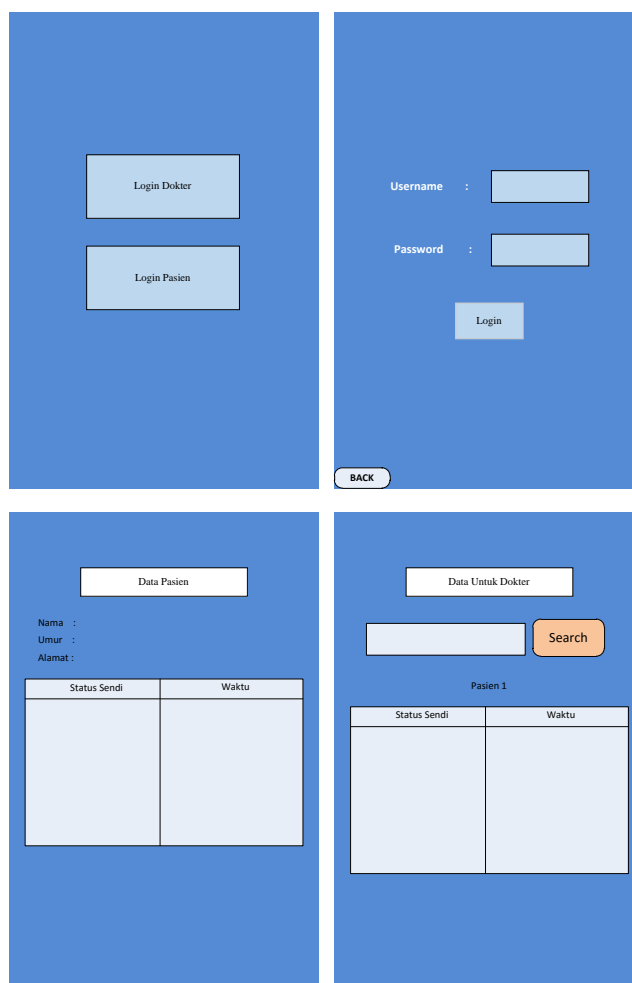 Login Dokter
Login Pasien
Username :
Password :
Login
BACK
Data Pasien
Nama :
Umur :
Alamat :
Status Sendi Waktu
Data Untuk Dokter
Search
Pasien 1
Status Sendi Waktu